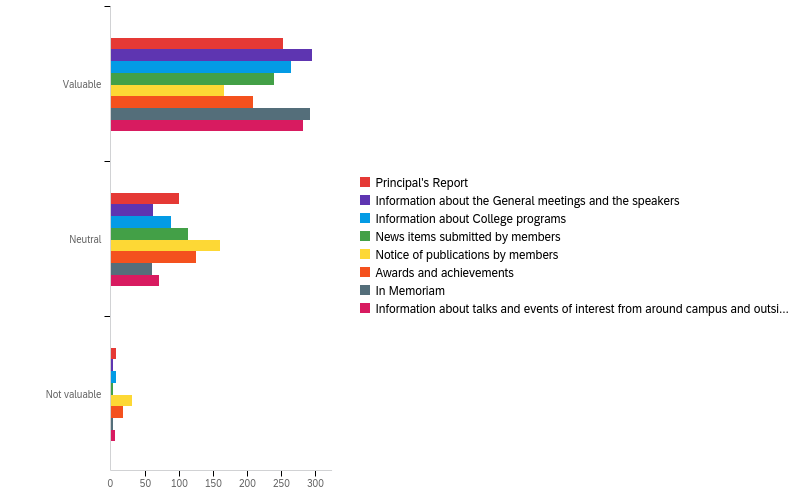 Valuable
Neutral
Not valuable
0 50 100 150 200 250 300
Principal's Report
Information about the General meetings and the speakers
Information about College programs
News items submitted by members
Notice of publications by members
Awards and achievements
In Memoriam
Information about talks and events of interest from around campus and outsi...